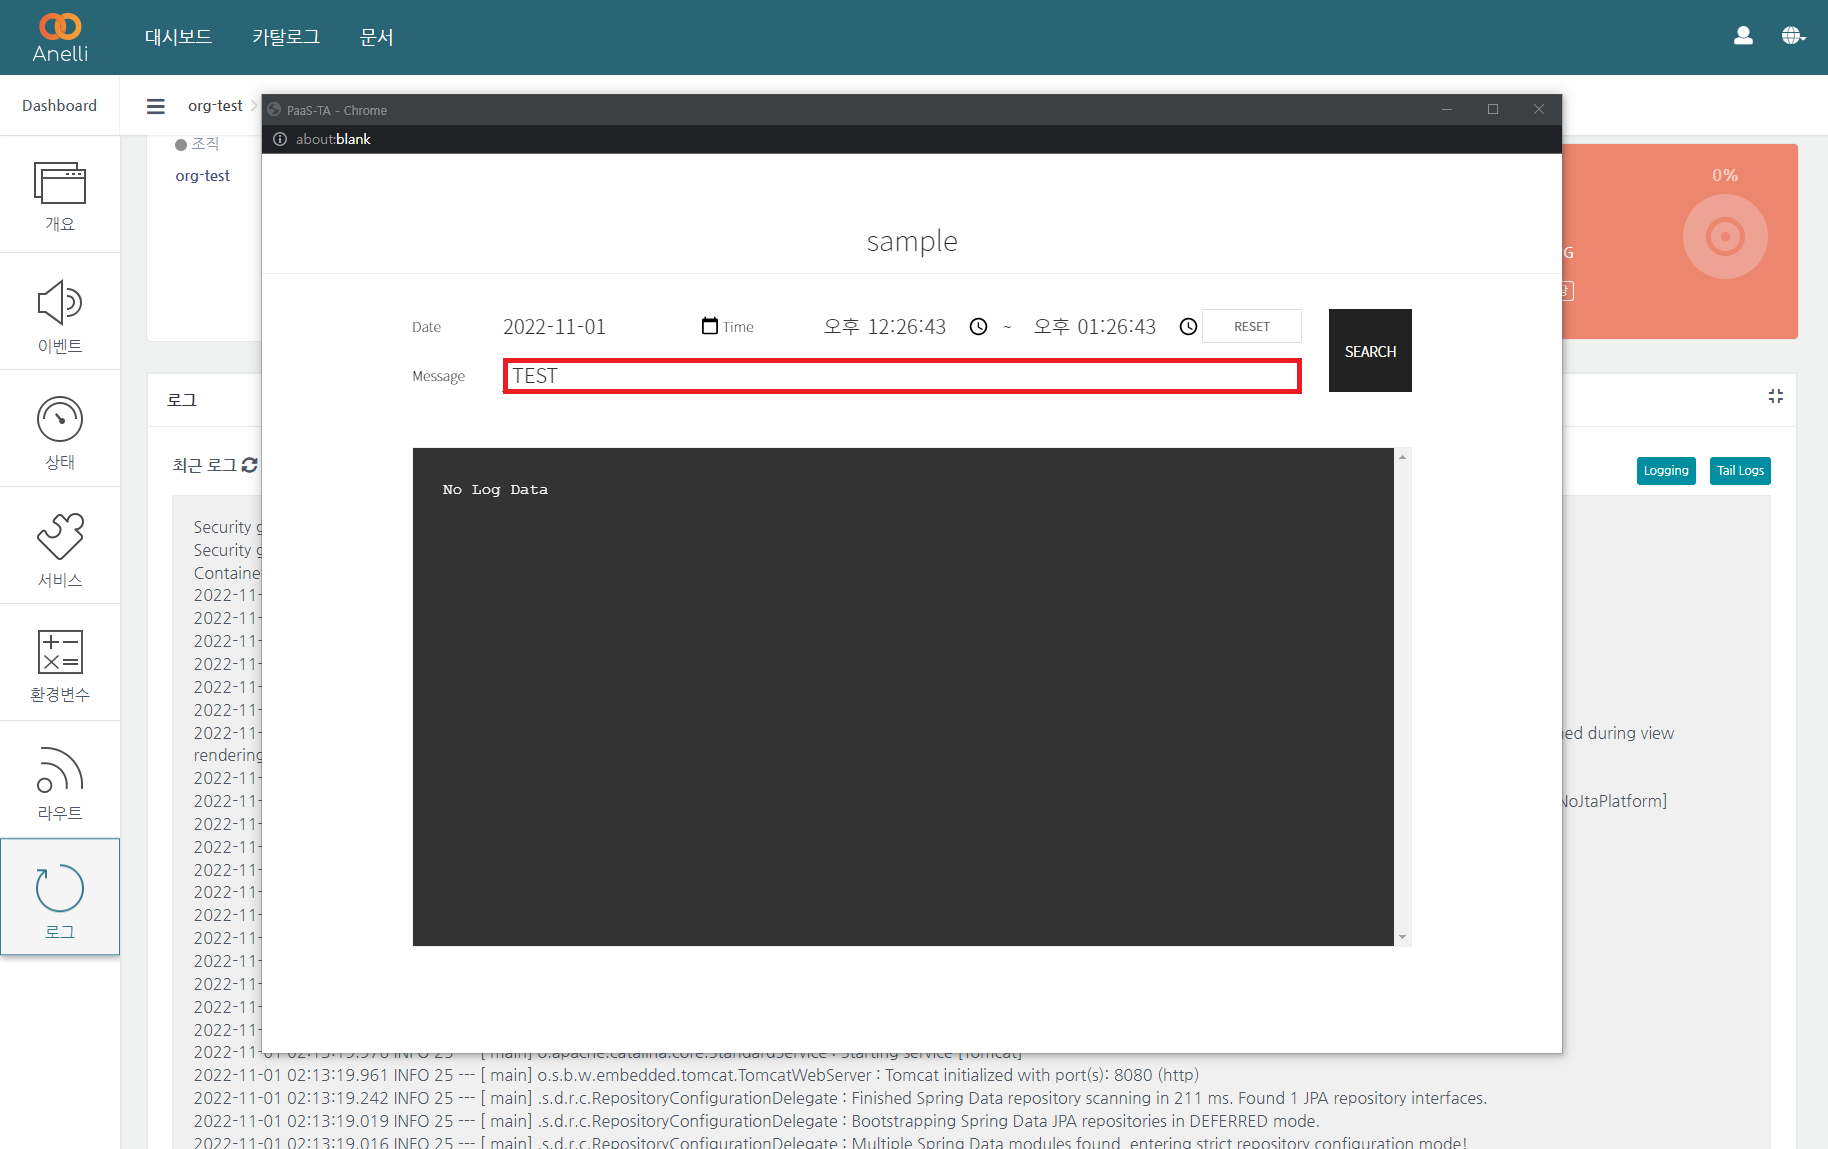 Anelli
대시보드
카탈로그
문서
Dashboard
org-test
PaaS-TA - Chrome
about:blank
조직
org-test
개요
이벤트
상태
서비스
환경변수
라우트
로그
sample
Date
2022-11-01
Time
오후 12:26:43
~
오후 01:26:43
RESET
SEARCH
Message
TEST
No Log Data
0%
G
로그
최근 로그
Logging
Tail Logs
Security
Security
Containe
2022-11-
2022-11-
2022-11-
2022-11-
2022-11-
2022-11-
2022-11- ed during view
rendering
2022-11-
2022-11- NoJtaPlatform]
2022-11-
2022-11-
2022-11-
2022-11-
2022-11-
2022-11-
2022-11-
2022-11-
2022-11-
2022-11-
2022-11-01 02:13:19.976 INFO 25 --- [ main] o.apache.catalina.core.StandardService : Starting service [Tomcat]
2022-11-01 02:13:19.961 INFO 25 --- [ main] o.s.b.w.embedded.tomcat.TomcatWebServer : Tomcat initialized with port(s): 8080 (http)
2022-11-01 02:13:19.242 INFO 25 --- [ main] .s.d.r.c.RepositoryConfigurationDelegate : Finished Spring Data repository scanning in 211 ms. Found 1 JPA repository interfaces.
2022-11-01 02:13:19.019 INFO 25 --- [ main] .s.d.r.c.RepositoryConfigurationDelegate : Bootstrapping Spring Data JPA repositories in DEFERRED mode.
2022-11-01 02:13:19.016 INFO 25 --- [ main] .s.d.r.c.RepositoryConfigurationDelegate : Multiple Spring Data modules found, entering strict repository configuration mode!